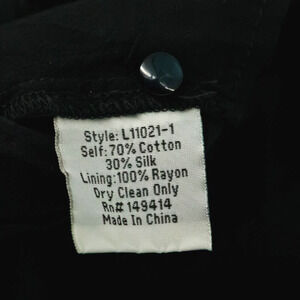 Style: L11021-1
Self: 70% Cotton
30% Silk
Lining: 100% Rayon
Dry Clean Only
Rn# 149414
Made In China